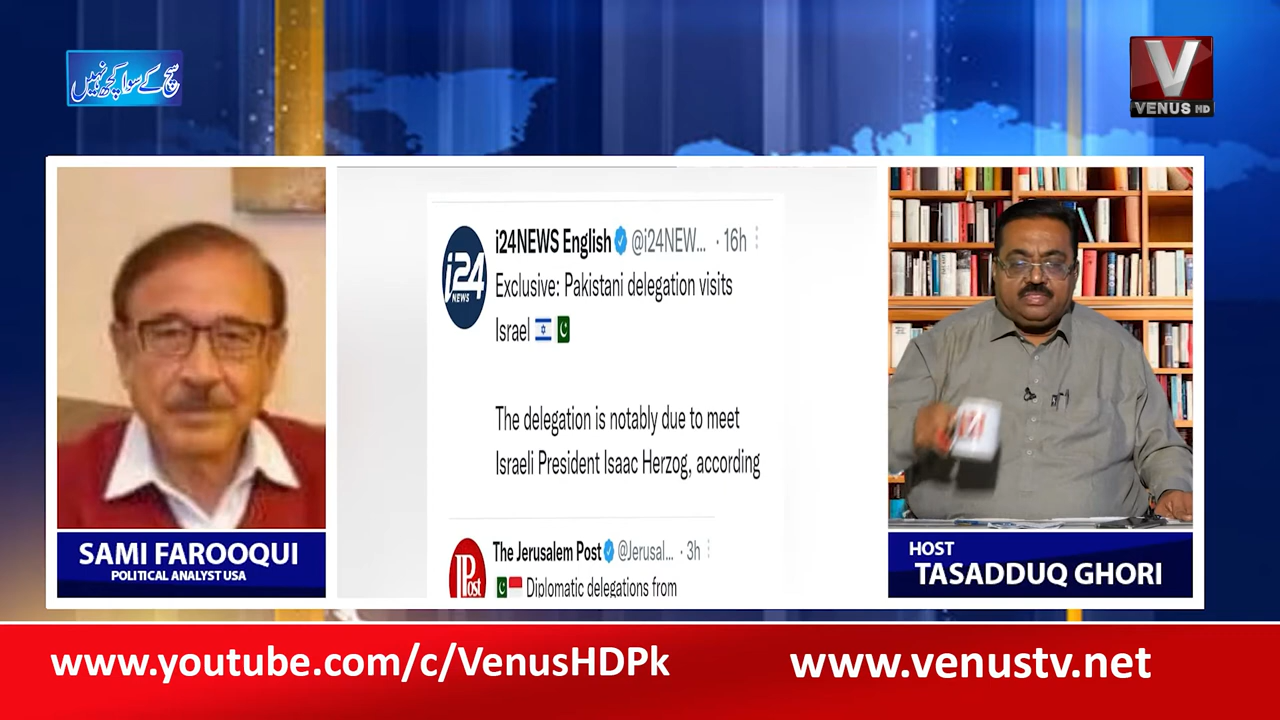 سچ کے سوا کچھ نہیں
V
VENUS HD
i24
NEWS
i24NEWS English @i24NEW... · 16h
Exclusive: Pakistani delegation visits
Israel 🇮🇱 🇵🇰
The delegation is notably due to meet
Israeli President Isaac Herzog, according
JPost
The Jerusalem Post @Jerusal... · 3h
Diplomatic delegations from
SAMI FAROOQUI
POLITICAL ANALYST USA
HOST
TASADDUQ GHORI
www.youtube.com/c/VenusHDPk
www.venustv.net